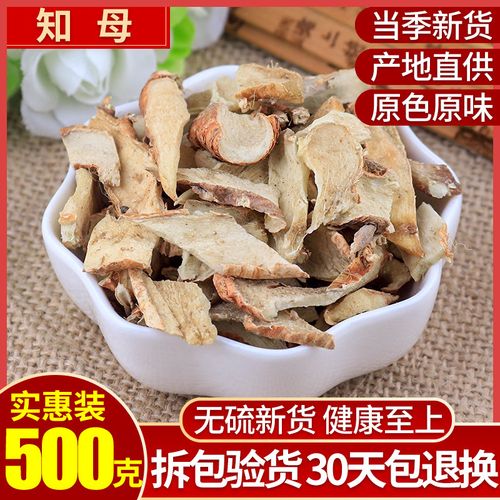 知母
当季新货
产地直供
原色原味
实惠装
500克
无硫新货 健康至上
拆包验货 30天包退换